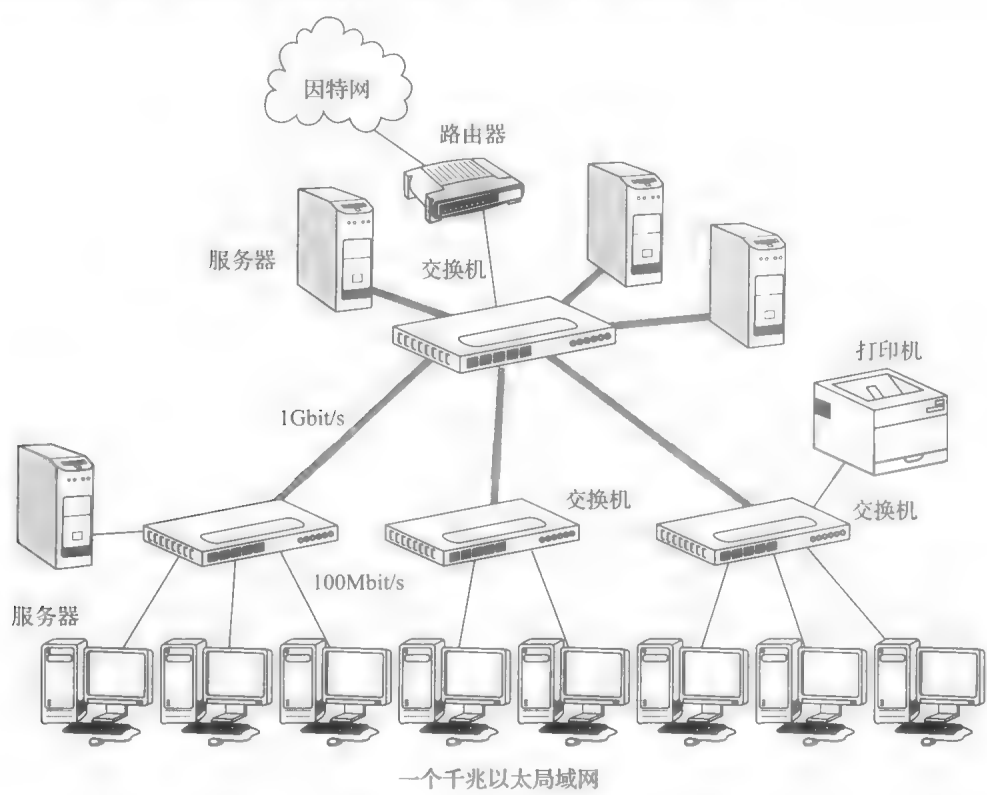 因特网
路由器
服务器
交换机
打印机
1Gbit/s
交换机
交换机
100Mbit/s
服务器
一个千兆以太局域网